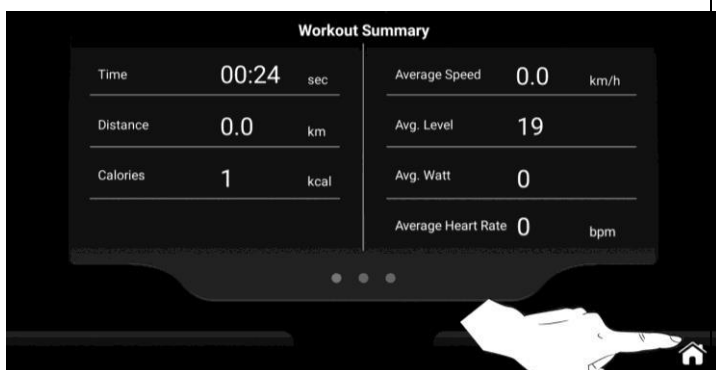 Workout Summary
Time 00:24 sec
Distance 0.0 km
Calories 1 kcal
Average Speed 0.0 km/h
Avg. Level 19
Avg. Watt 0
Average Heart Rate 0 bpm